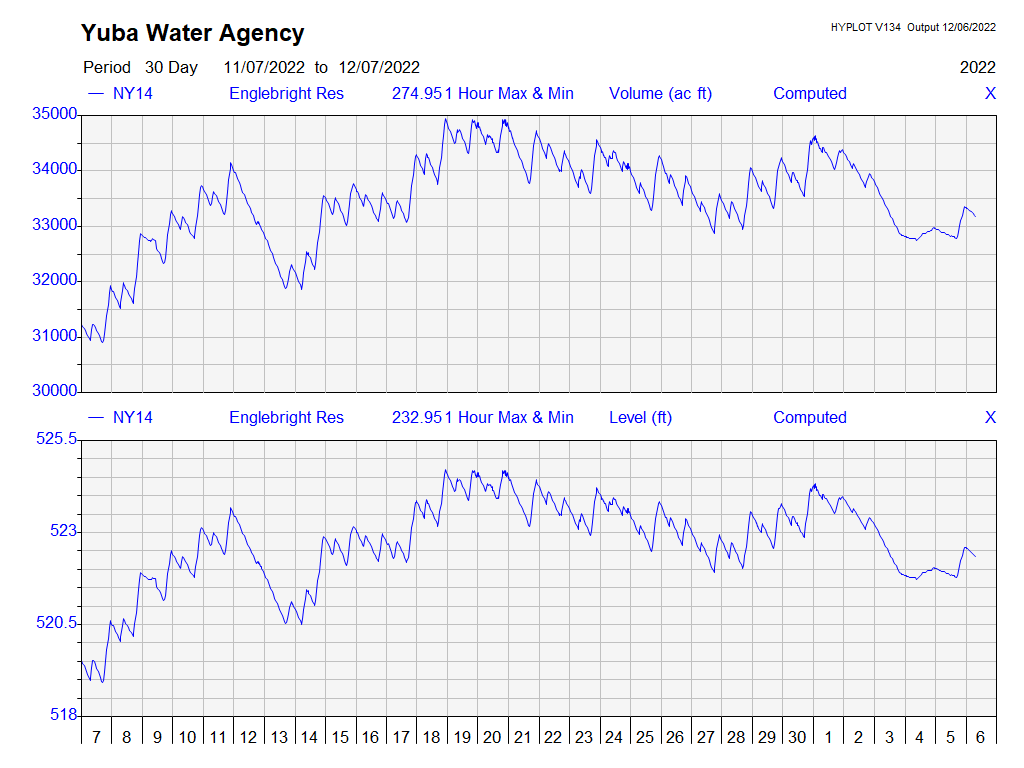 Yuba Water Agency
HYPLOT V134 Output 12/06/2022
Period 30 Day 11/07/2022 to 12/07/2022 2022
NY14 Englebright Res 274.951 Hour Max & Min Volume (ac ft) Computed X
35000
34000
33000
32000
31000
30000
NY14 Englebright Res 232.951 Hour Max & Min Level (ft) Computed X
525.5
523
520.5
518
7 8 9 10 11 12 13 14 15 16 17 18 19 20 21 22 23 24 25 26 27 28 29 30 1 2 3 4 5 6